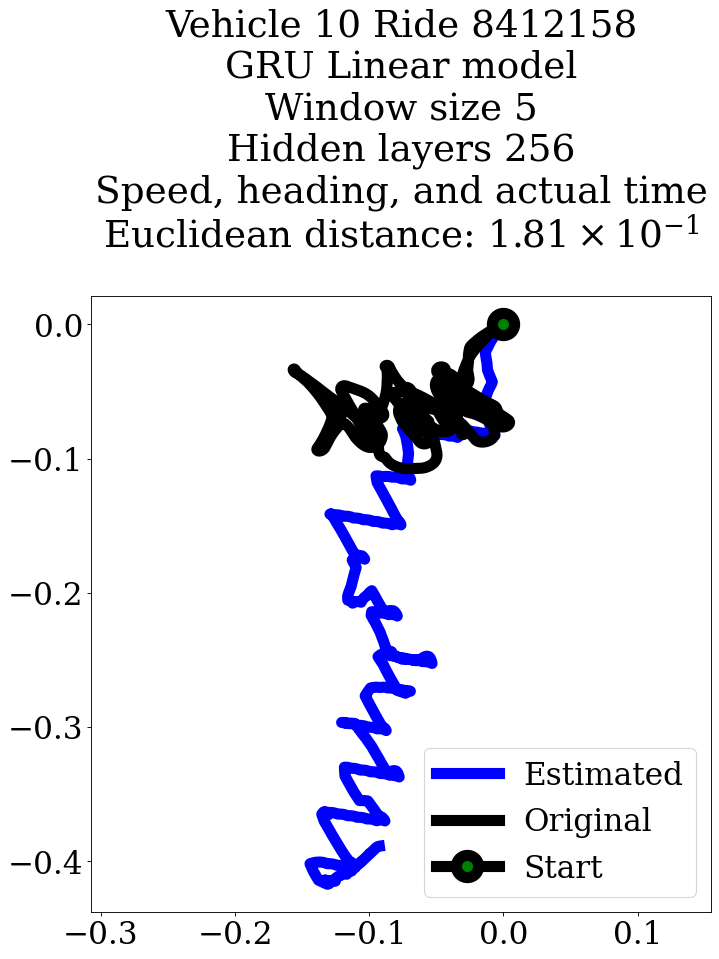 Vehicle 10 Ride 8412158
GRU Linear model
Window size 5
Hidden layers 256
Speed, heading, and actual time
Euclidean distance: 1.81 × 10⁻¹
0.0
−0.1
−0.2
−0.3
−0.4
Estimated
Original
Start
−0.3 −0.2 −0.1 0.0 0.1